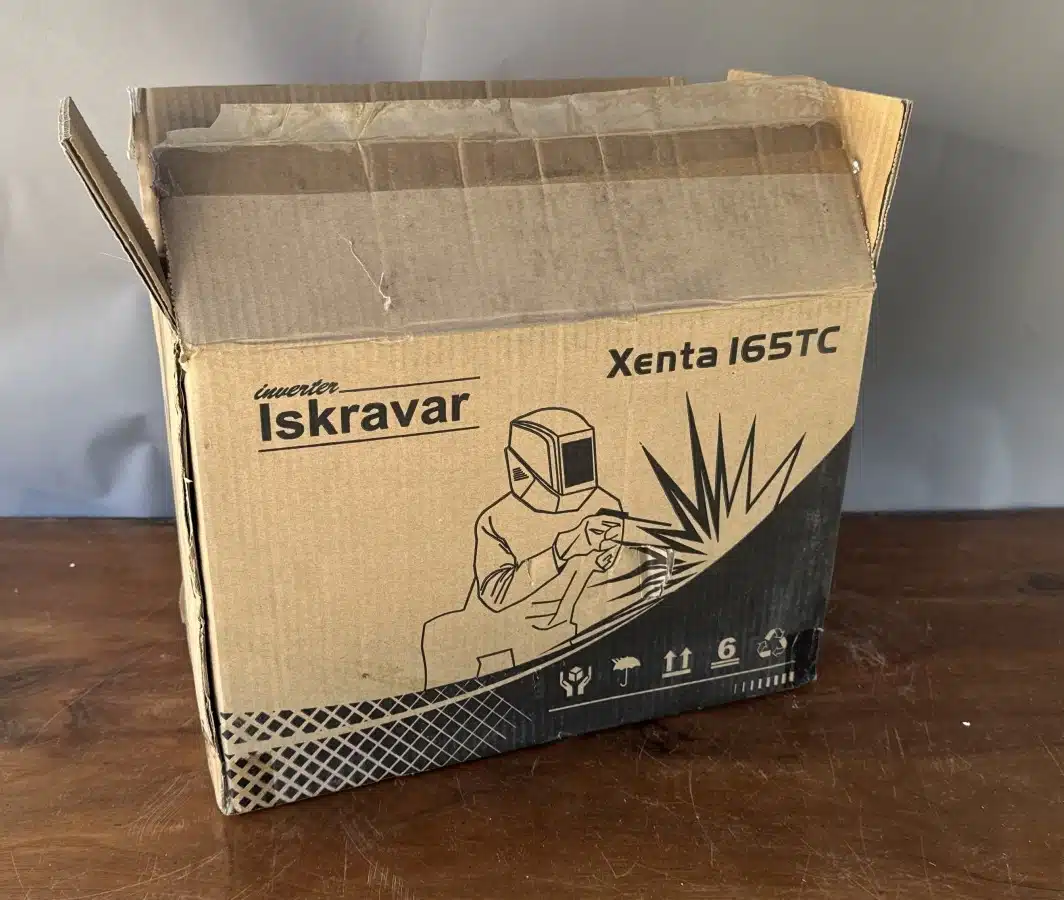 inverter
Iskravar
Xenta 165TC
6